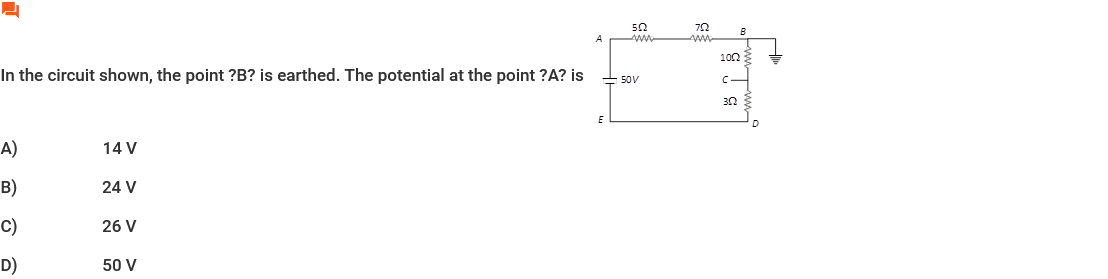 5Ω 7Ω B
A
10Ω
In the circuit shown, the point ?B? is earthed. The potential at the point ?A? is
50V C
3Ω
E D
A) 14 V
B) 24 V
C) 26 V
D) 50 V